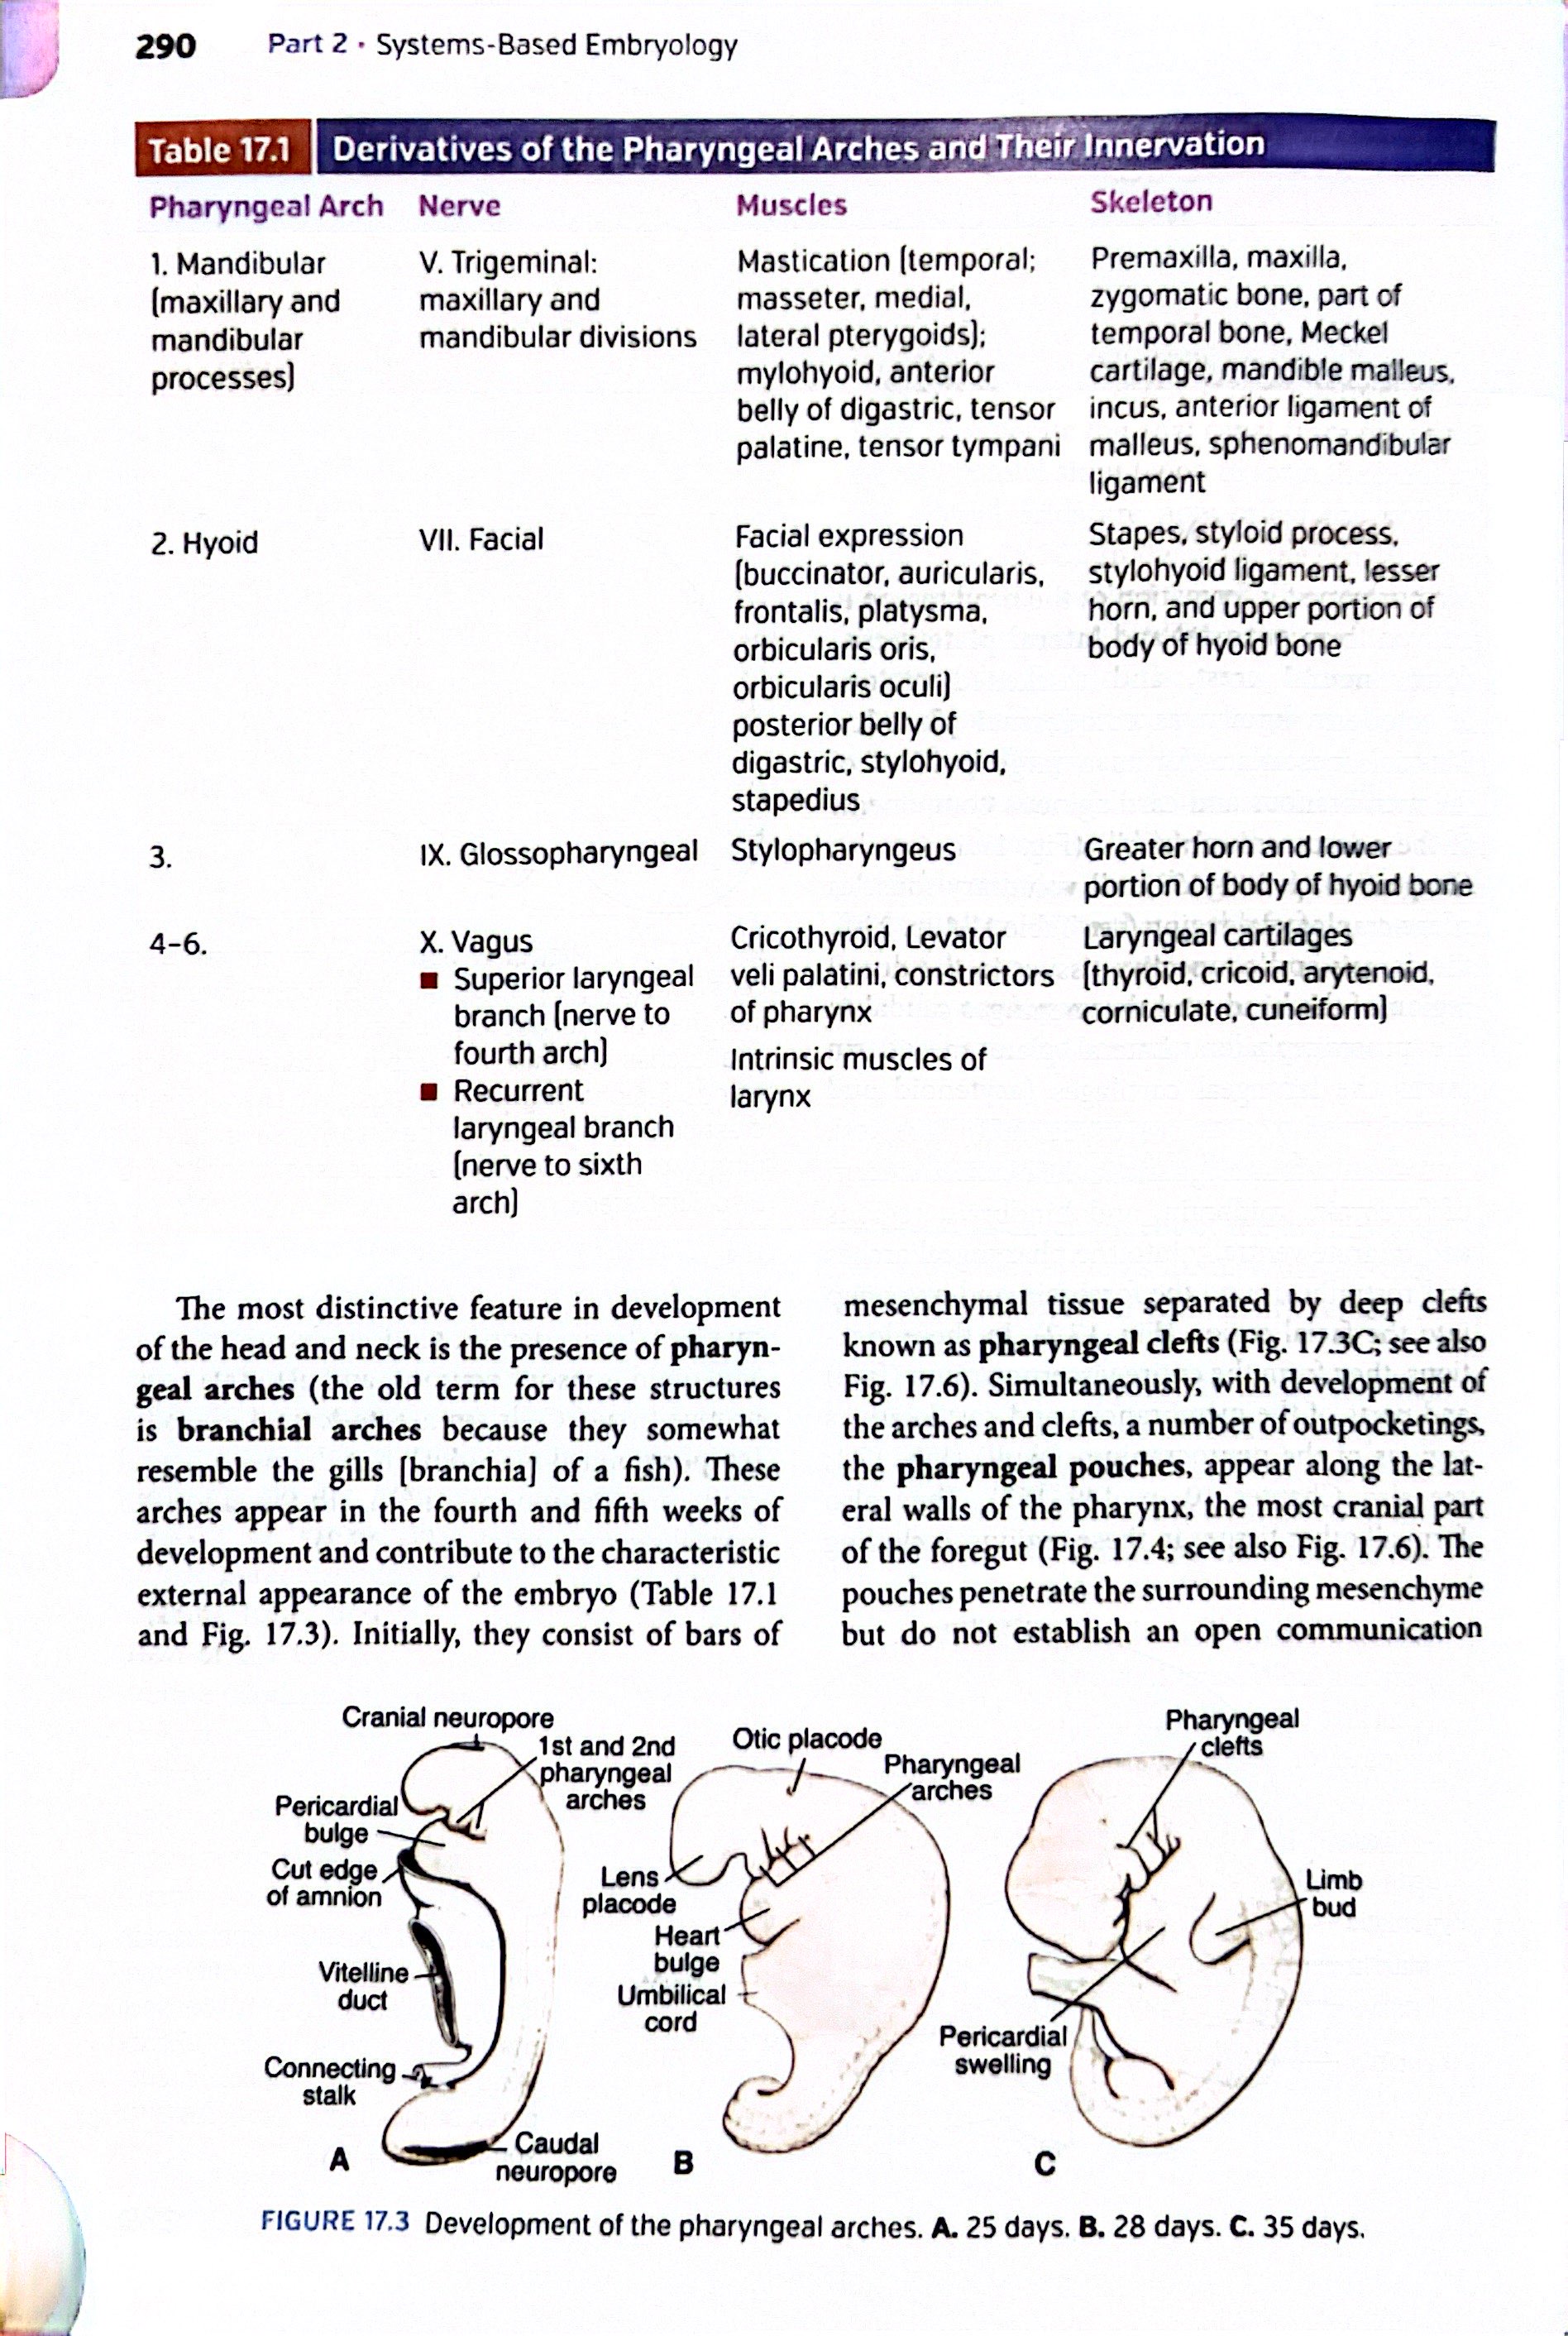 290 Part 2 · Systems-Based Embryology
Table 17.1 Derivatives of the Pharyngeal Arches and Their Innervation
Pharyngeal Arch Nerve Muscles Skeleton
1. Mandibular
(maxillary and
mandibular
processes)
V. Trigeminal:
maxillary and
mandibular divisions
Mastication (temporal;
masseter, medial,
lateral pterygoids);
mylohyoid, anterior
belly of digastric, tensor
palatine, tensor tympani
Premaxilla, maxilla,
zygomatic bone, part of
temporal bone, Meckel
cartilage, mandible malleus,
incus, anterior ligament of
malleus, sphenomandibular
ligament
2. Hyoid
VII. Facial
Facial expression
(buccinator, auricularis,
frontalis, platysma,
orbicularis oris,
orbicularis oculi)
posterior belly of
digastric, stylohyoid,
stapedius
Stapes, styloid process,
stylohyoid ligament, lesser
horn, and upper portion of
body of hyoid bone
3.
IX. Glossopharyngeal
Stylopharyngeus
Greater horn and lower
portion of body of hyoid bone
4–6.
X. Vagus
■ Superior laryngeal
branch (nerve to
fourth arch)
■ Recurrent
laryngeal branch
(nerve to sixth
arch)
Cricothyroid, Levator
veli palatini, constrictors
of pharynx
Intrinsic muscles of
larynx
Laryngeal cartilages
(thyroid, cricoid, arytenoid,
corniculate, cuneiform)
The most distinctive feature in development
of the head and neck is the presence of pharyn-
geal arches (the old term for these structures
is branchial arches because they somewhat
resemble the gills [branchia] of a fish). These
arches appear in the fourth and fifth weeks of
development and contribute to the characteristic
external appearance of the embryo (Table 17.1
and Fig. 17.3). Initially, they consist of bars of
mesenchymal tissue separated by deep clefts
known as pharyngeal clefts (Fig. 17.3C; see also
Fig. 17.6). Simultaneously, with development of
the arches and clefts, a number of outpocketings,
the pharyngeal pouches, appear along the lat-
eral walls of the pharynx, the most cranial part
of the foregut (Fig. 17.4; see also Fig. 17.6). The
pouches penetrate the surrounding mesenchyme
but do not establish an open communication
Cranial neuropore
1st and 2nd
pharyngeal
arches
Pericardial
bulge
Cut edge
of amnion
Vitelline
duct
Connecting
stalk
Caudal
neuropore
A
Otic placode
Pharyngeal
arches
Lens
placode
Heart
bulge
Umbilical
cord
B
Pharyngeal
clefts
Limb
bud
Pericardial
swelling
C
FIGURE 17.3 Development of the pharyngeal arches. A. 25 days. B. 28 days. C. 35 days.